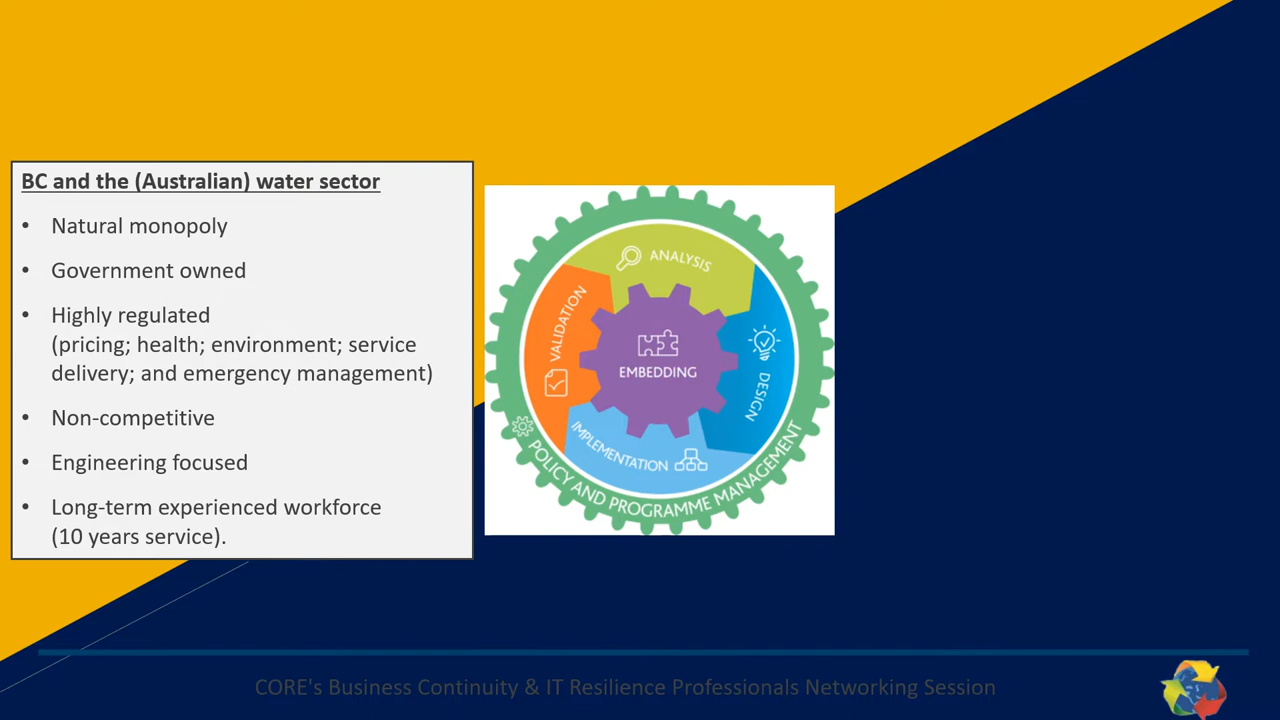 BC and the (Australian) water sector
• Natural monopoly
• Government owned
• Highly regulated
(pricing; health; environment; service
delivery; and emergency management)
• Non-competitive
• Engineering focused
• Long-term experienced workforce
(10 years service).
ANALYSIS
DESIGN
IMPLEMENTATION
VALIDATION
EMBEDDING
POLICY AND PROGRAMME MANAGEMENT
CORE's Business Continuity & IT Resilience Professionals Networking Session